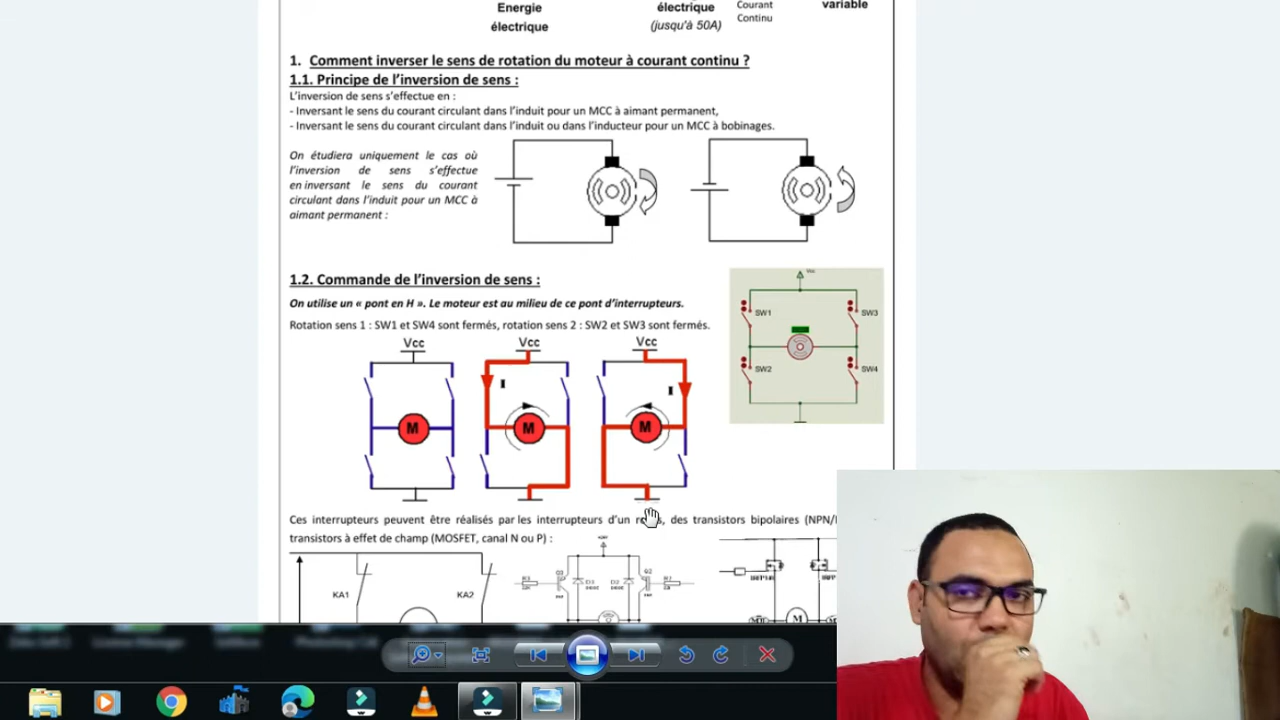 Energie
électrique
électrique
(jusqu'à 50A)
Courant
Continu
variable
1. Comment inverser le sens de rotation du moteur à courant continu ?
1.1. Principe de l'inversion de sens :
L'inversion de sens s'effectue en :
- Inversant le sens du courant circulant dans l'induit pour un MCC à aimant permanent,
- Inversant le sens du courant circulant dans l'induit ou dans l'inducteur pour un MCC à bobinages.
On étudiera uniquement le cas où
l'inversion de sens s'effectue
en inversant le sens du courant
circulant dans l'induit pour un MCC à
aimant permanent :
1.2. Commande de l'inversion de sens :
On utilise un « pont en H ». Le moteur est au milieu de ce pont d'interrupteurs.
Rotation sens 1 : SW1 et SW4 sont fermés, rotation sens 2 : SW2 et SW3 sont fermés.
Vcc
Vcc
Vcc
I
I
M
M
M
SW1
SW3
SW2
SW4
Ces interrupteurs peuvent être réalisés par les interrupteurs d'un des transistors bipolaires (NPN/
transistors à effet de champ (MOSFET, canal N ou P) :
KA1
KA2
D1
D2
M